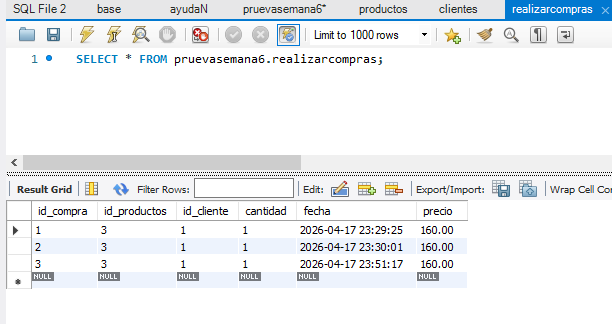 SQL File 2 base ayudaN pruevasemana6* productos clientes realizarcompras
Limit to 1000 rows
1 SELECT * FROM pruevasemana6.realizarcompras;
Result Grid Filter Rows: Edit: Export/Import: Wrap Cell Con
id_compra id_productos id_cliente cantidad fecha precio
1 3 1 1 2026-04-17 23:29:25 160.00
2 3 1 1 2026-04-17 23:30:01 160.00
3 3 1 1 2026-04-17 23:51:17 160.00
NULL NULL NULL NULL NULL NULL